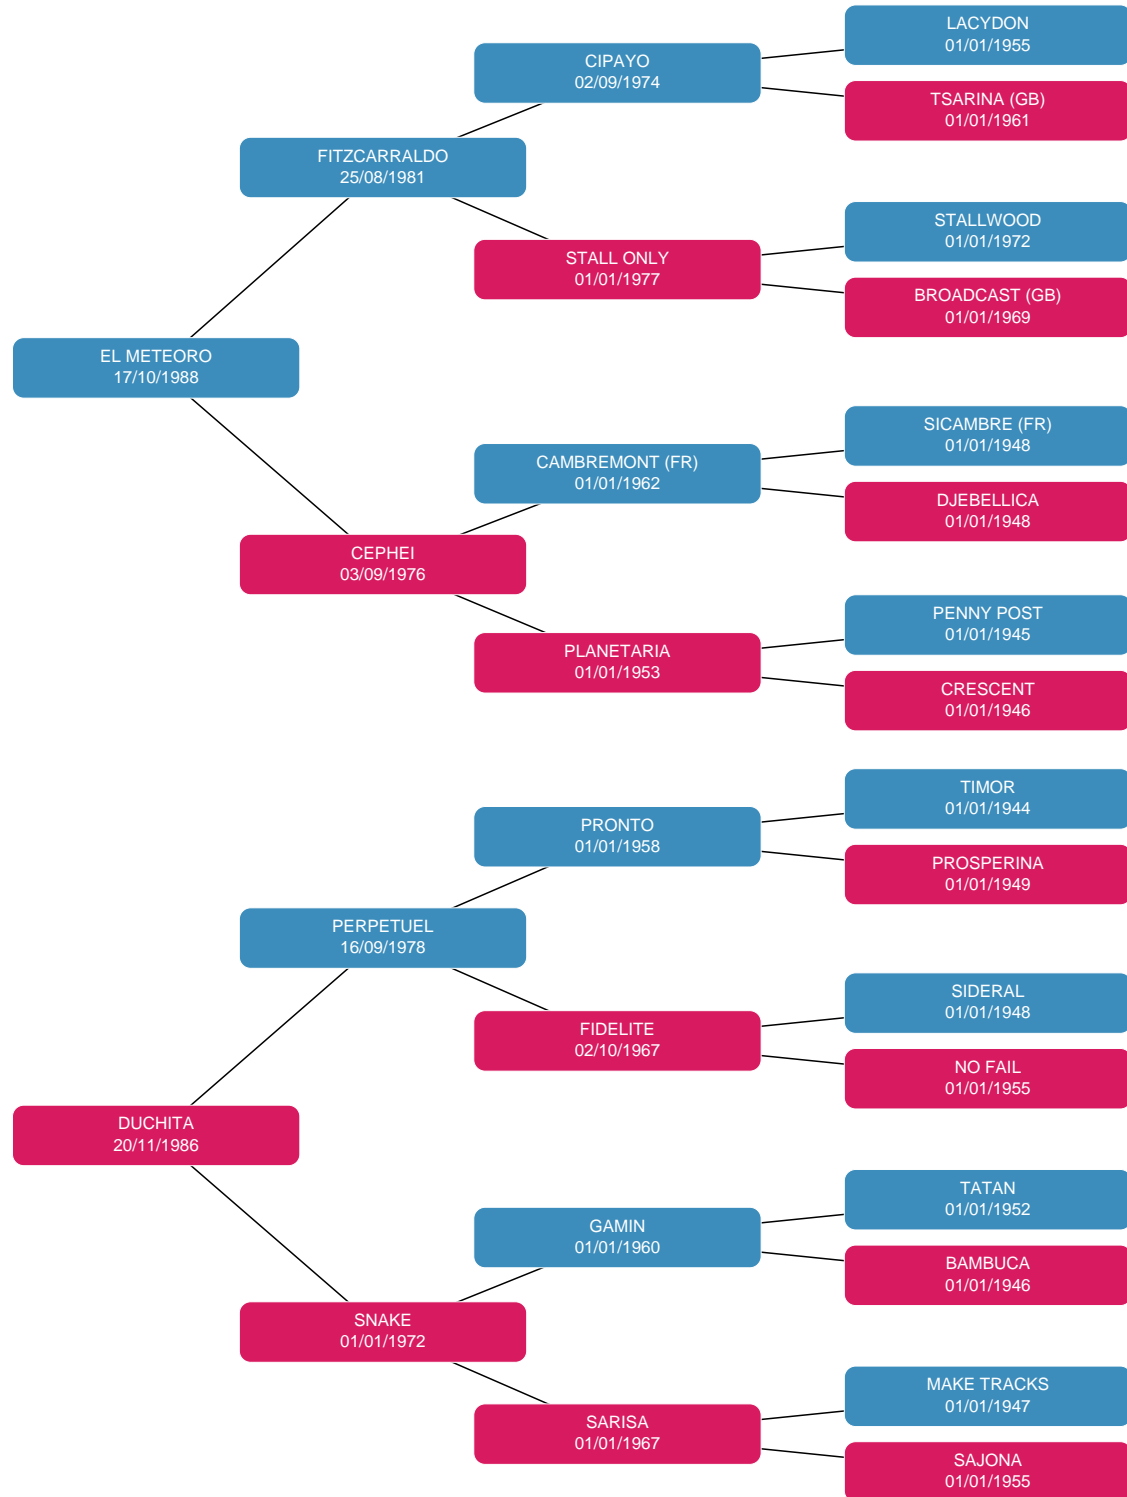 LACYDON
01/01/1955
CIPAYO
02/09/1974
TSARINA (GB)
01/01/1961
FITZCARRALDO
25/08/1981
STALLWOOD
01/01/1972
STALL ONLY
01/01/1977
BROADCAST (GB)
01/01/1969
EL METEORO
17/10/1988
SICAMBRE (FR)
01/01/1948
CAMBREMONT (FR)
01/01/1962
DJEBELLICA
01/01/1948
CEPHEI
03/09/1976
PENNY POST
01/01/1945
PLANETARIA
01/01/1953
CRESCENT
01/01/1946
TIMOR
01/01/1944
PRONTO
01/01/1958
PROSPERINA
01/01/1949
PERPETUEL
16/09/1978
SIDERAL
01/01/1948
FIDELITE
02/10/1967
NO FAIL
01/01/1955
DUCHITA
20/11/1986
TATAN
01/01/1952
GAMIN
01/01/1960
BAMBUCA
01/01/1946
SNAKE
01/01/1972
MAKE TRACKS
01/01/1947
SARISA
01/01/1967
SAJONA
01/01/1955